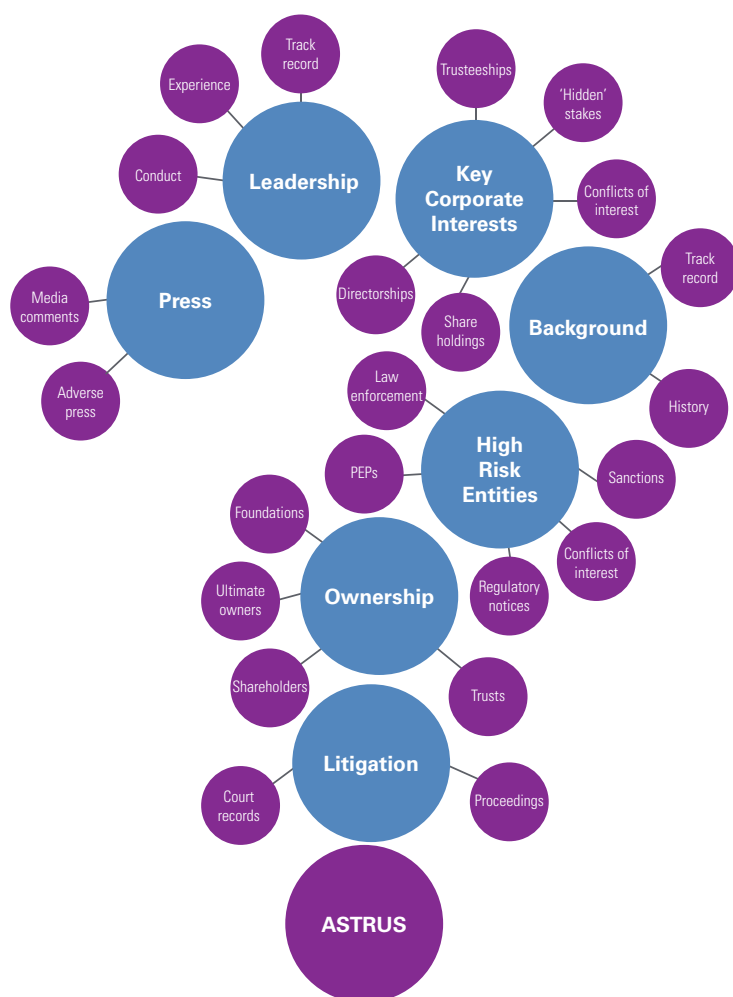 Track
record
Experience
Conduct
Leadership
Trusteeships
‘Hidden’
stakes
Key
Corporate
Interests
Conflicts of
interest
Directorships
Share
holdings
Press
Media
comments
Adverse
press
Background
Track
record
History
Law
enforcement
PEPs
High
Risk
Entities
Sanctions
Conflicts of
interest
Regulatory
notices
Foundations
Ultimate
owners
Shareholders
Ownership
Trusts
Litigation
Court
records
Proceedings
ASTRUS